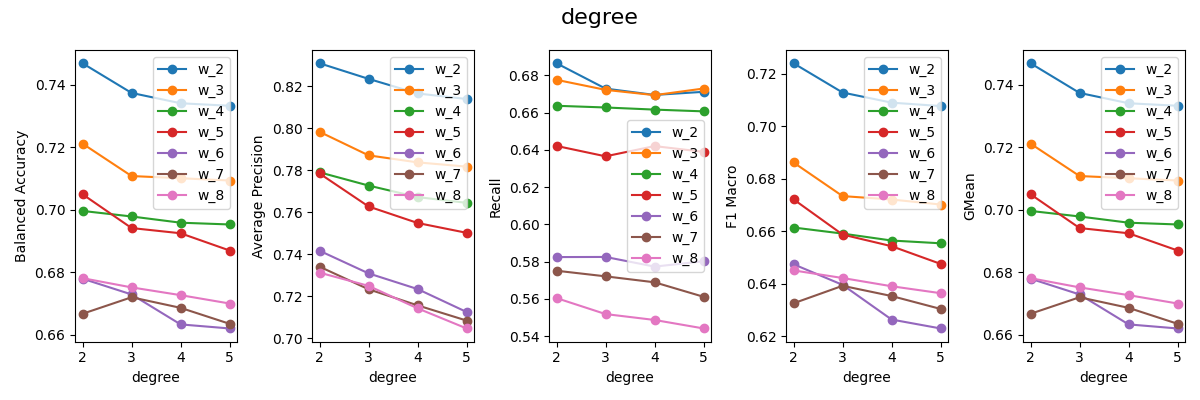 degree
Balanced Accuracy
0.74
0.72
0.70
0.68
0.66
2 3 4 5
degree
w_2
w_3
w_4
w_5
w_6
w_7
w_8
Average Precision
0.82
0.80
0.78
0.76
0.74
0.72
0.70
2 3 4 5
degree
w_2
w_3
w_4
w_5
w_6
w_7
w_8
Recall
0.68
0.66
0.64
0.62
0.60
0.58
0.56
0.54
2 3 4 5
degree
w_2
w_3
w_4
w_5
w_6
w_7
w_8
F1 Macro
0.72
0.70
0.68
0.66
0.64
0.62
2 3 4 5
degree
w_2
w_3
w_4
w_5
w_6
w_7
w_8
GMean
0.74
0.72
0.70
0.68
0.66
2 3 4 5
degree
w_2
w_3
w_4
w_5
w_6
w_7
w_8